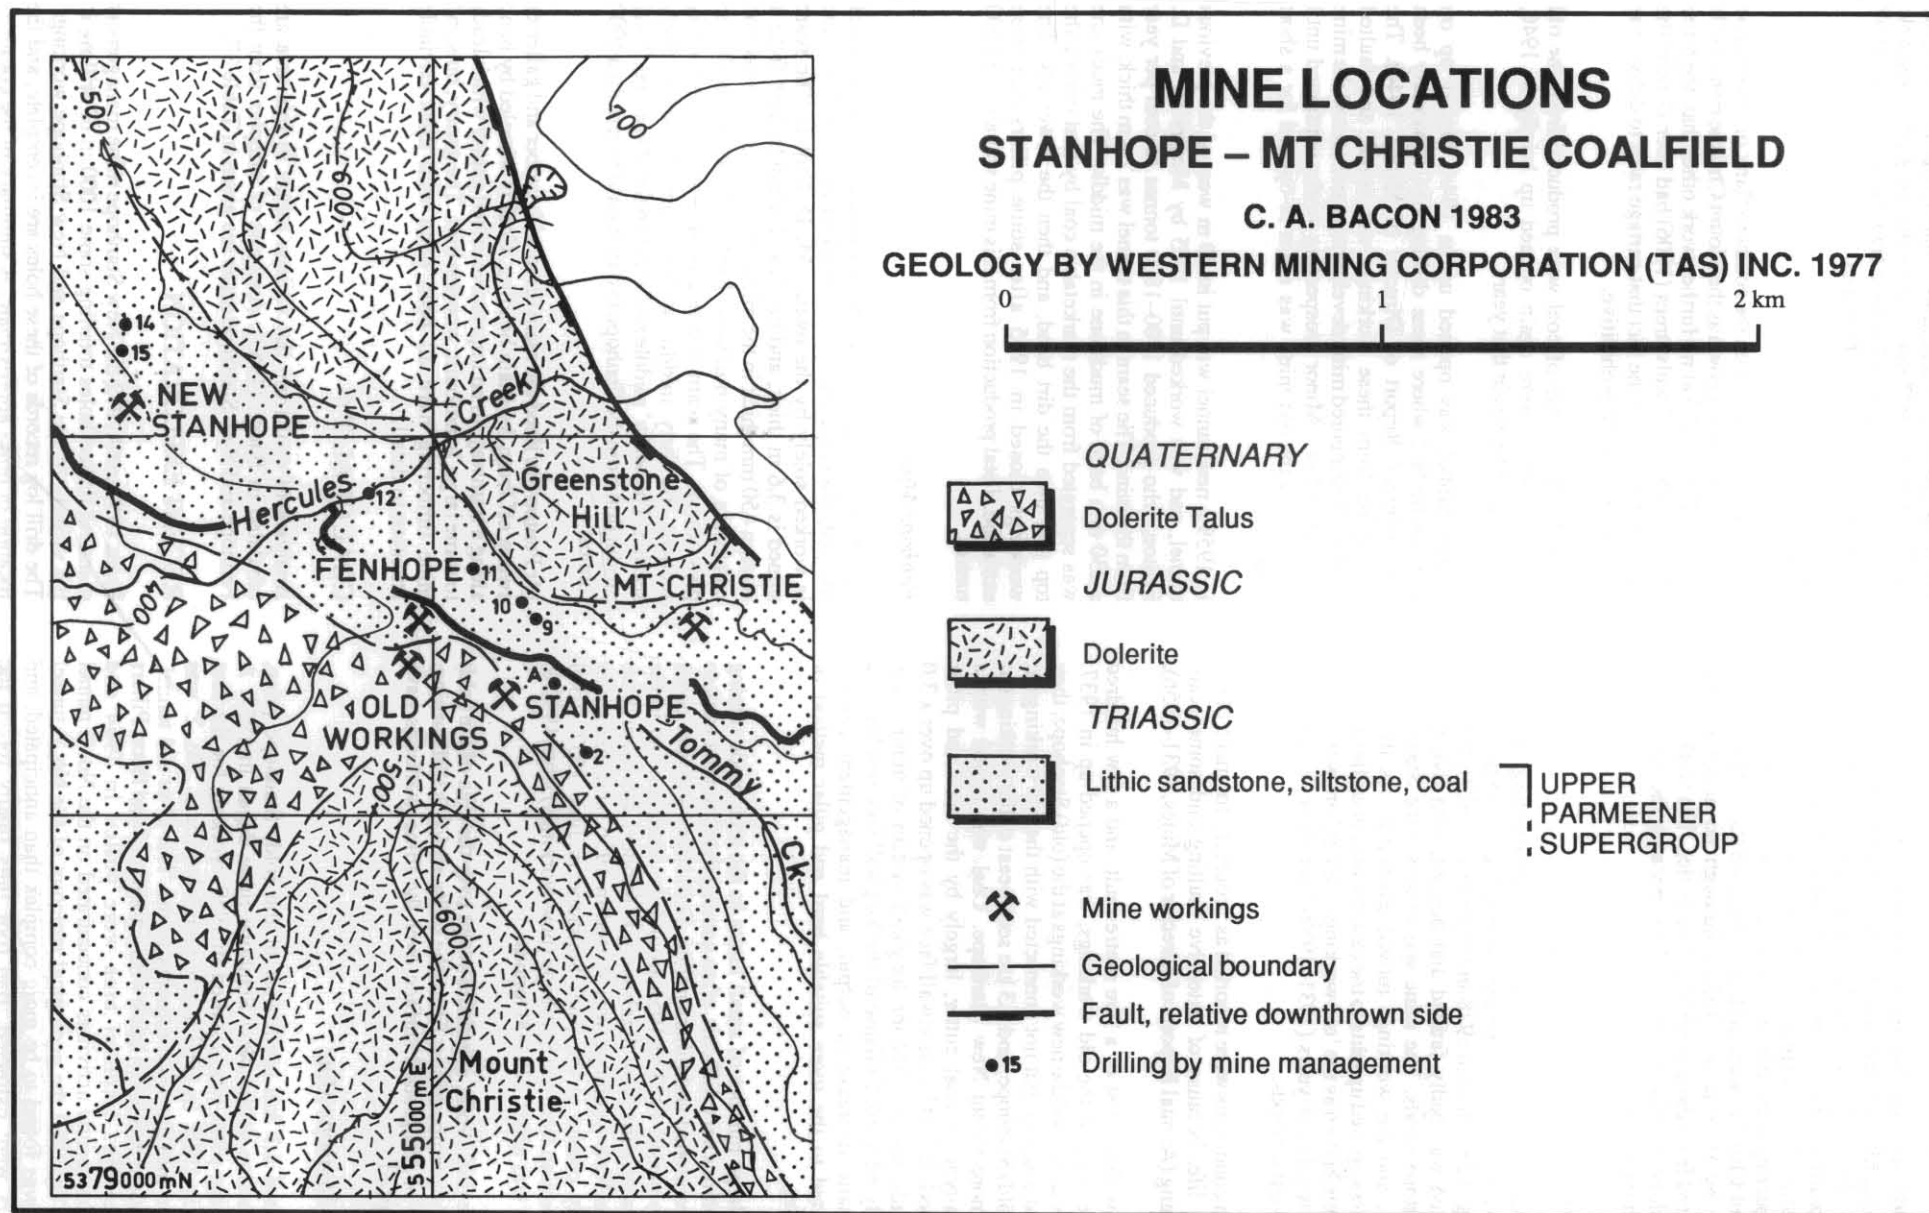 MINE LOCATIONS
STANHOPE – MT CHRISTIE COALFIELD
C. A. BACON 1983
GEOLOGY BY WESTERN MINING CORPORATION (TAS) INC. 1977
0 1 2 km
QUATERNARY
Dolerite Talus
JURASSIC
Dolerite
TRIASSIC
Lithic sandstone, siltstone, coal
UPPER
PARMEENER
SUPERGROUP
Mine workings
Geological boundary
Fault, relative downthrown side
15 Drilling by mine management
500
600
700
14
15
NEW
STANHOPE
Creek
Hercules
12
Greenstone
Hill
FENHOPE
11
MT CHRISTIE
10
9
400
A
STANHOPE
OLD
WORKINGS
2
Tommy
Ck
500
600
Mount
Christie
555000mE
5379000mN